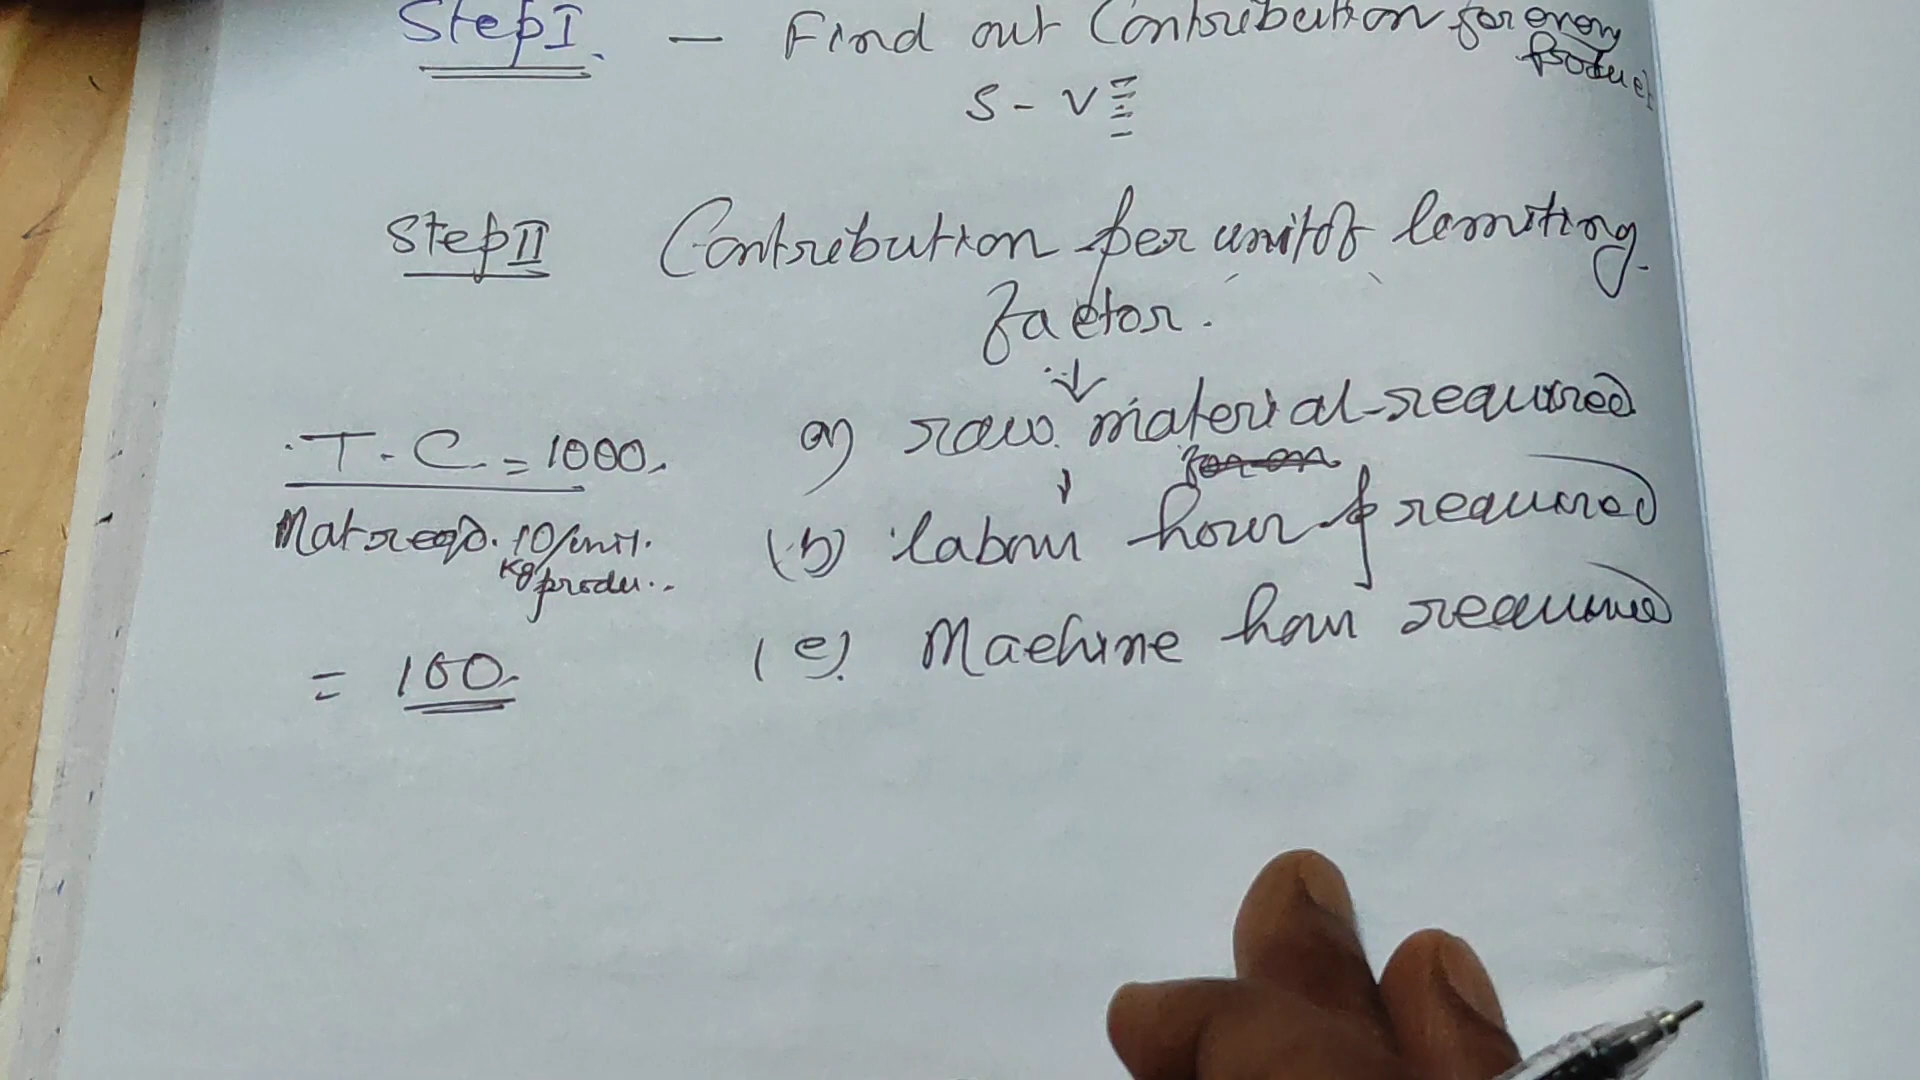 Step I. - Find out Contribution for every product
S - V
Step II Contribution per unit of limiting
factor.
a) raw material required
(b) labour hour required
(c) Machine hour required
T.C. = 1000
Mat reqd. 10/unit.
Kg produ...
= 100